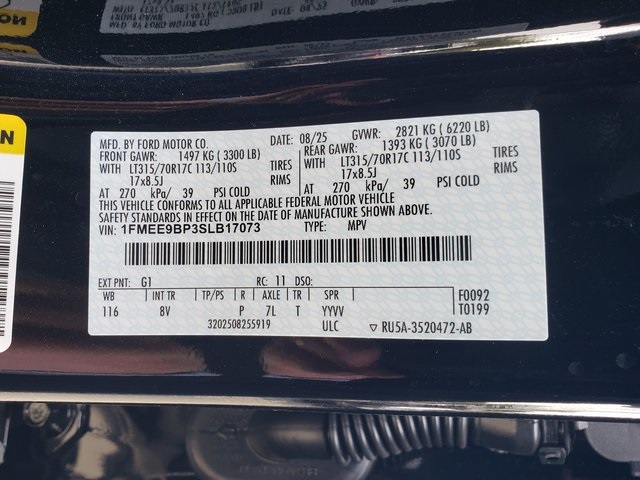 MFD. BY FORD MOTOR CO. DATE: 08/25 GVWR: 2821 KG ( 6220 LB)
FRONT GAWR: 1497 KG ( 3300 LB) REAR GAWR: 1393 KG ( 3070 LB)
WITH LT315/70R17C 113/110S TIRES WITH LT315/70R17C 113/110S TIRES
17x8.5J RIMS 17x8.5J RIMS
AT 270 kPa/ 39 PSI COLD AT 270 kPa/ 39 PSI COLD
THIS VEHICLE CONFORMS TO ALL APPLICABLE FEDERAL MOTOR VEHICLE
SAFETY STANDARDS IN EFFECT ON THE DATE OF MANUFACTURE SHOWN ABOVE.
VIN: 1FMEE9BP3SLB17073 TYPE: MPV
EXT PNT: G1 RC: 11 DSO: F0092
WB INT TR TP/PS R AXLE TR SPR T0199
116 8V P 7L T YYVV
3202508255919 ULC ▽ RU5A-3520472-AB